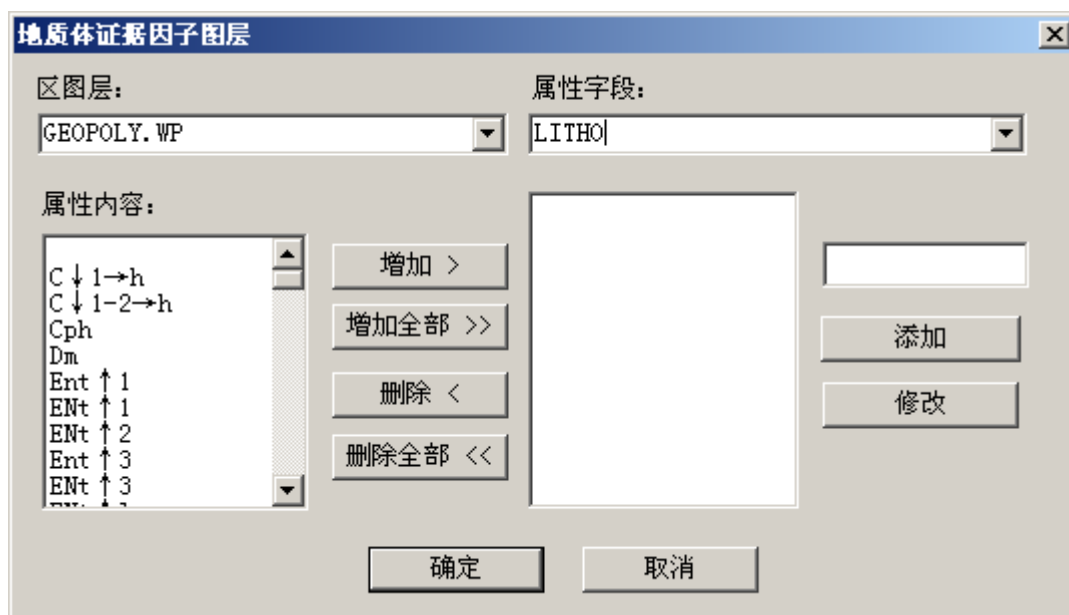 地质体证据因子图层
区图层：
属性字段：
GEOPOLY.WP
LITHO
属性内容：
C↓1→h
C↓1-2→h
Cph
Dm
Ent↑1
ENt↑1
ENt↑2
Ent↑3
ENt↑3
增加 >
增加全部 >>
删除 <
删除全部 <<
添加
修改
确定
取消